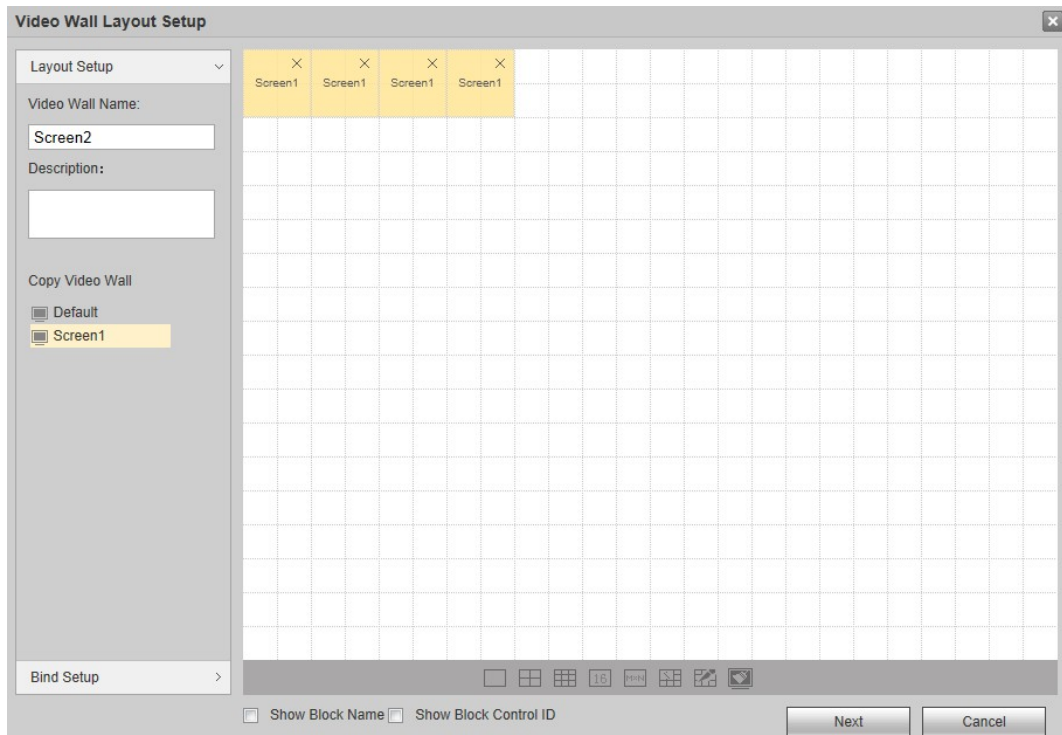 Video Wall Layout Setup
Layout Setup
Video Wall Name:
Screen2
Description:
Copy Video Wall
Default
Screen1
Bind Setup
Screen1 Screen1 Screen1 Screen1
16 M×N
Show Block Name Show Block Control ID
Next Cancel